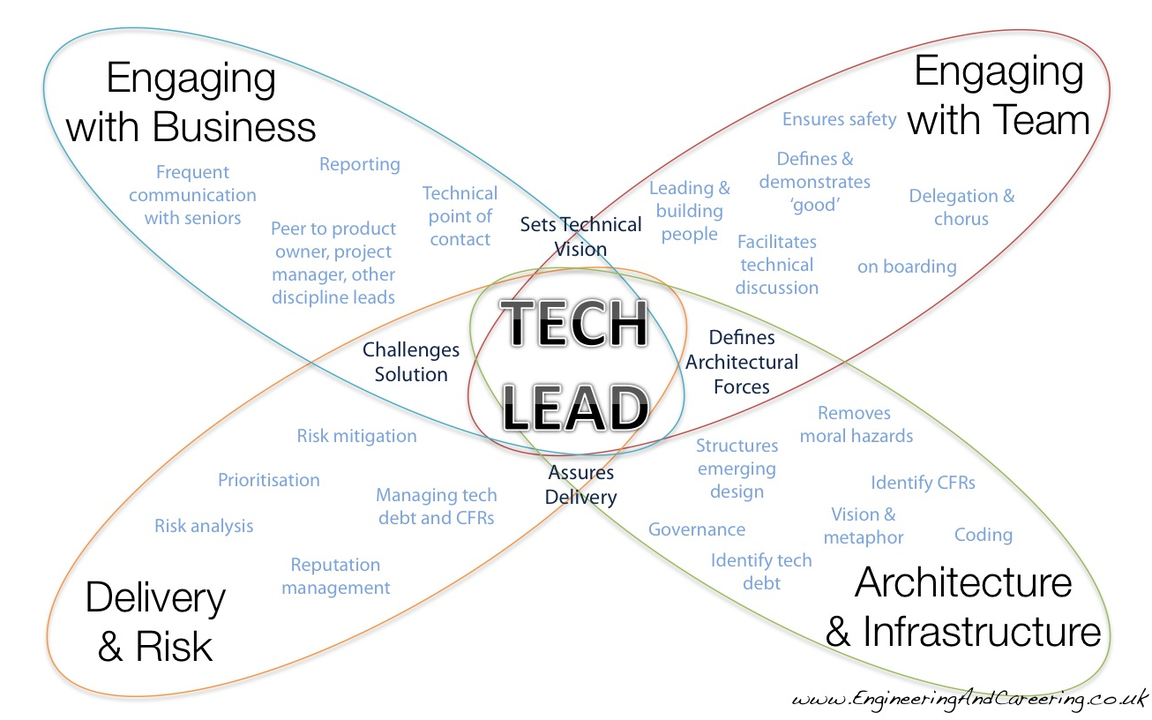 Engaging
with Business
Frequent
communication
with seniors
Reporting
Peer to product
owner, project
manager, other
discipline leads
Technical
point of
contact
Engaging
with Team
Ensures safety
Leading &
building
people
Defines &
demonstrates
‘good’
Delegation &
chorus
Facilitates
technical
discussion
on boarding
Sets Technical
Vision
Challenges
Solution
TECH
LEAD
Defines
Architectural
Forces
Assures
Delivery
Risk mitigation
Prioritisation
Managing tech
debt and CFRs
Risk analysis
Reputation
management
Delivery
& Risk
Removes
moral hazards
Structures
emerging
design
Identify CFRs
Governance
Vision &
metaphor
Coding
Identify tech
debt
Architecture
& Infrastructure
www.EngineeringAndCareering.co.uk